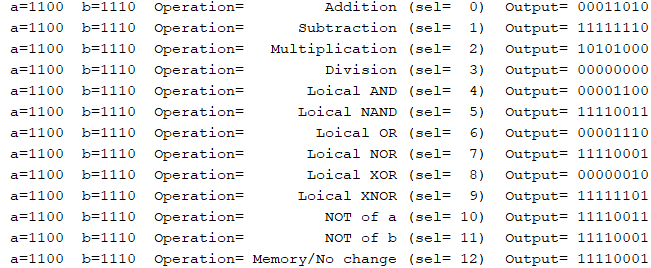 a=1100  b=1110  Operation=         Addition (sel=  0)  Output= 00011010
a=1100  b=1110  Operation=      Subtraction (sel=  1)  Output= 11111110
a=1100  b=1110  Operation=   Multiplication (sel=  2)  Output= 10101000
a=1100  b=1110  Operation=         Division (sel=  3)  Output= 00000000
a=1100  b=1110  Operation=       Loical AND (sel=  4)  Output= 00001100
a=1100  b=1110  Operation=      Loical NAND (sel=  5)  Output= 11110011
a=1100  b=1110  Operation=        Loical OR (sel=  6)  Output= 00001110
a=1100  b=1110  Operation=       Loical NOR (sel=  7)  Output= 11110001
a=1100  b=1110  Operation=       Loical XOR (sel=  8)  Output= 00000010
a=1100  b=1110  Operation=      Loical XNOR (sel=  9)  Output= 11111101
a=1100  b=1110  Operation=         NOT of a (sel= 10)  Output= 11110011
a=1100  b=1110  Operation=         NOT of b (sel= 11)  Output= 11110001
a=1100  b=1110  Operation= Memory/No change (sel= 12)  Output= 11110001